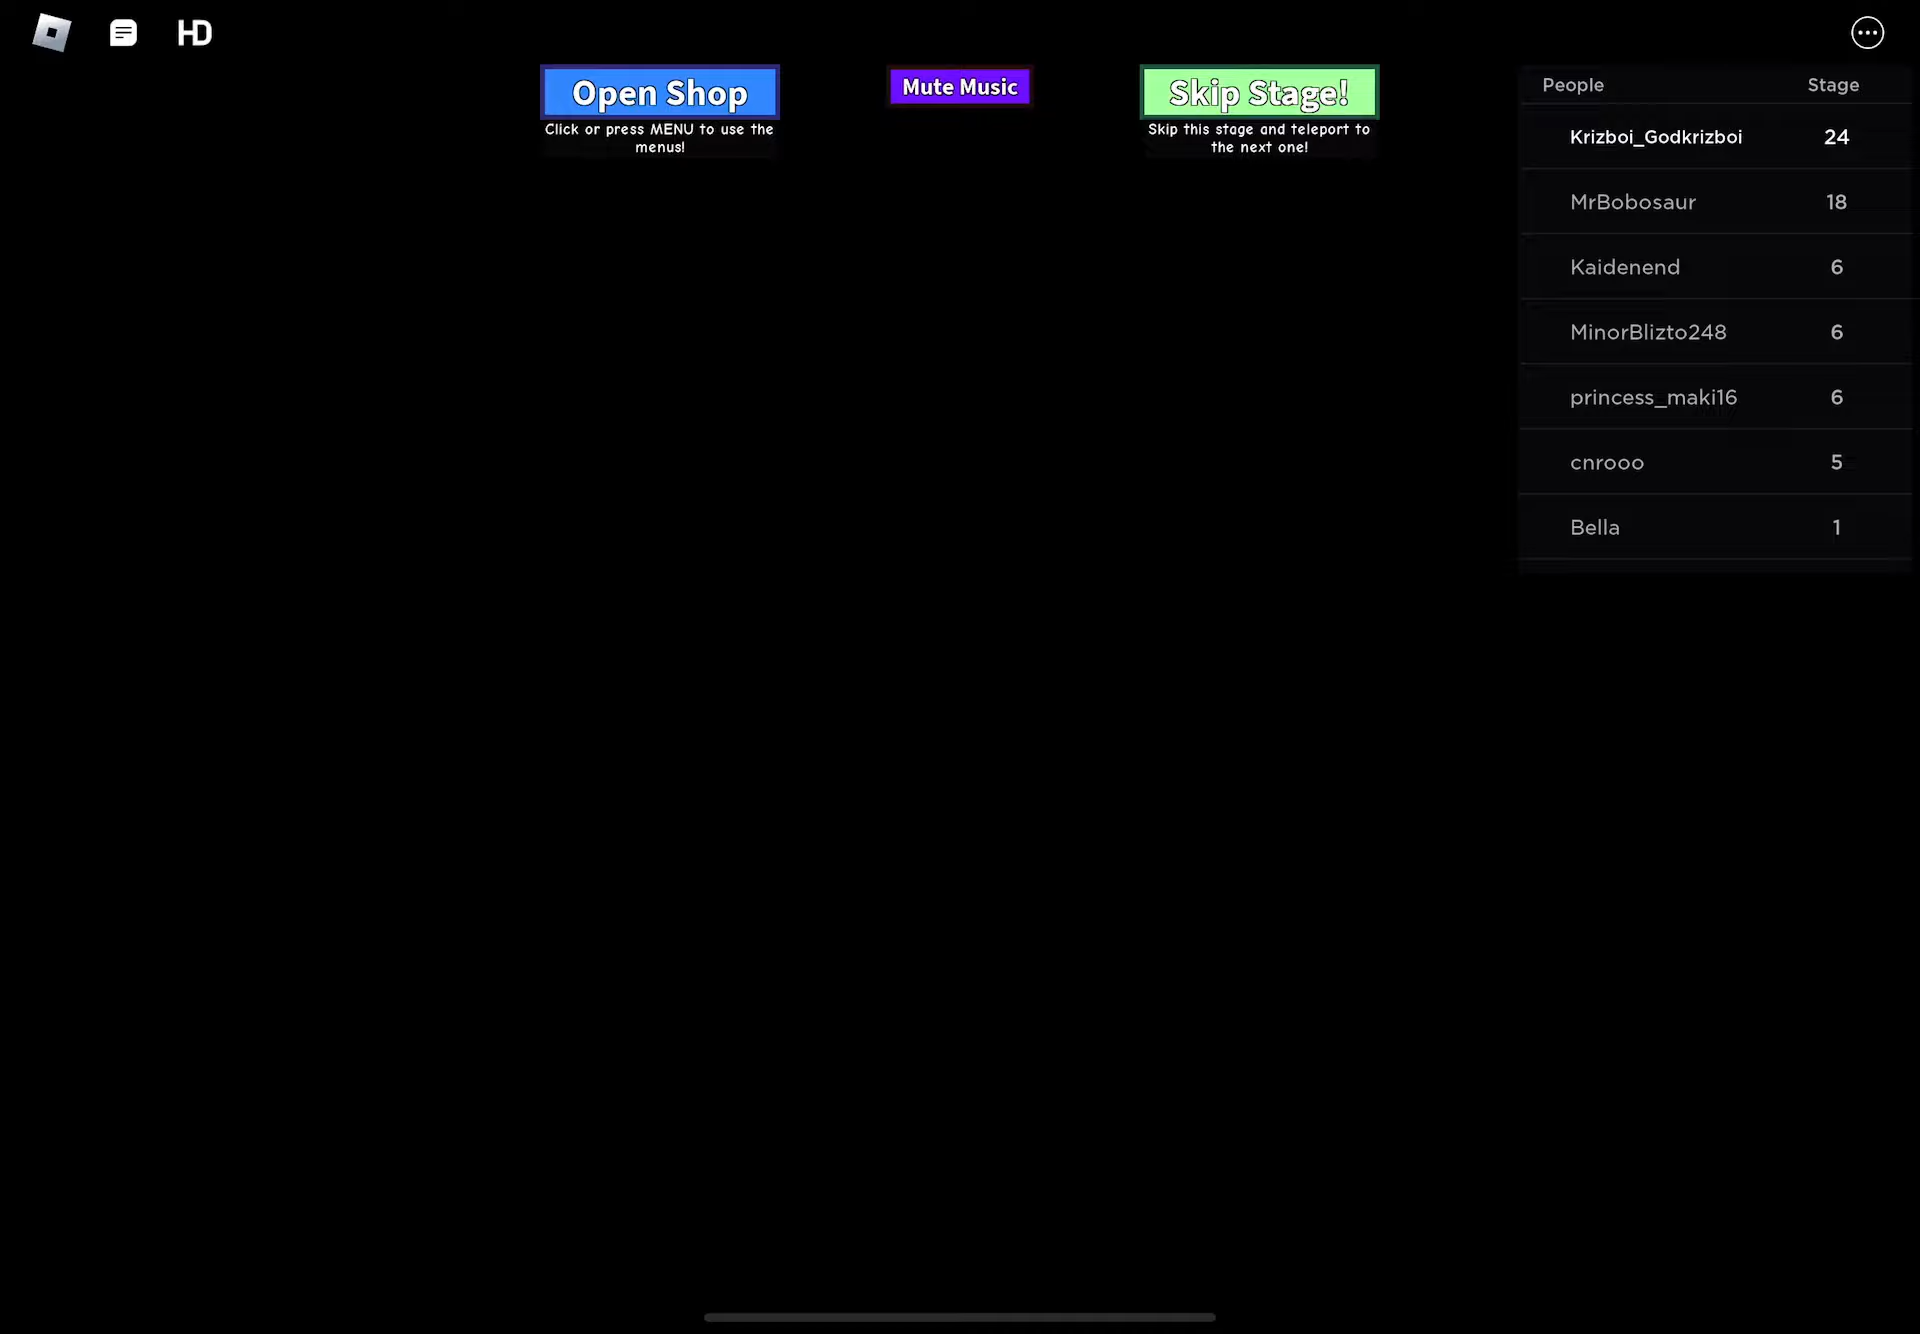 HD
Open Shop
Click or press MENU to use the
menus!
Mute Music
Skip Stage!
Skip this stage and teleport to
the next one!
People Stage
Krizboi_Godkrizboi 24
MrBobosaur 18
Kaidenend 6
MinorBlizto248 6
princess_maki16 6
cnrooo 5
Bella 1